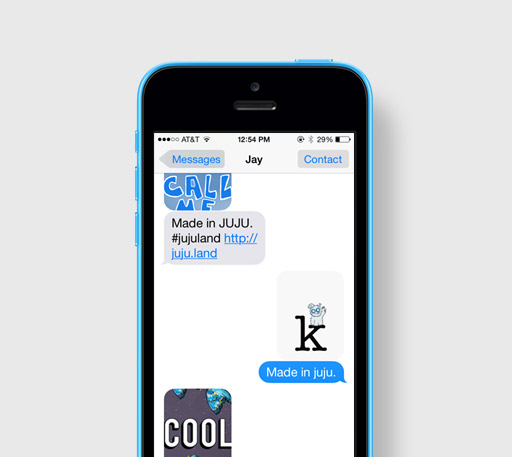 AT&T 12:54 PM 29%
Messages Jay Contact
CALL
ME
Made in JUJU.
#jujuland http://
juju.land
k
Made in juju.
COOL